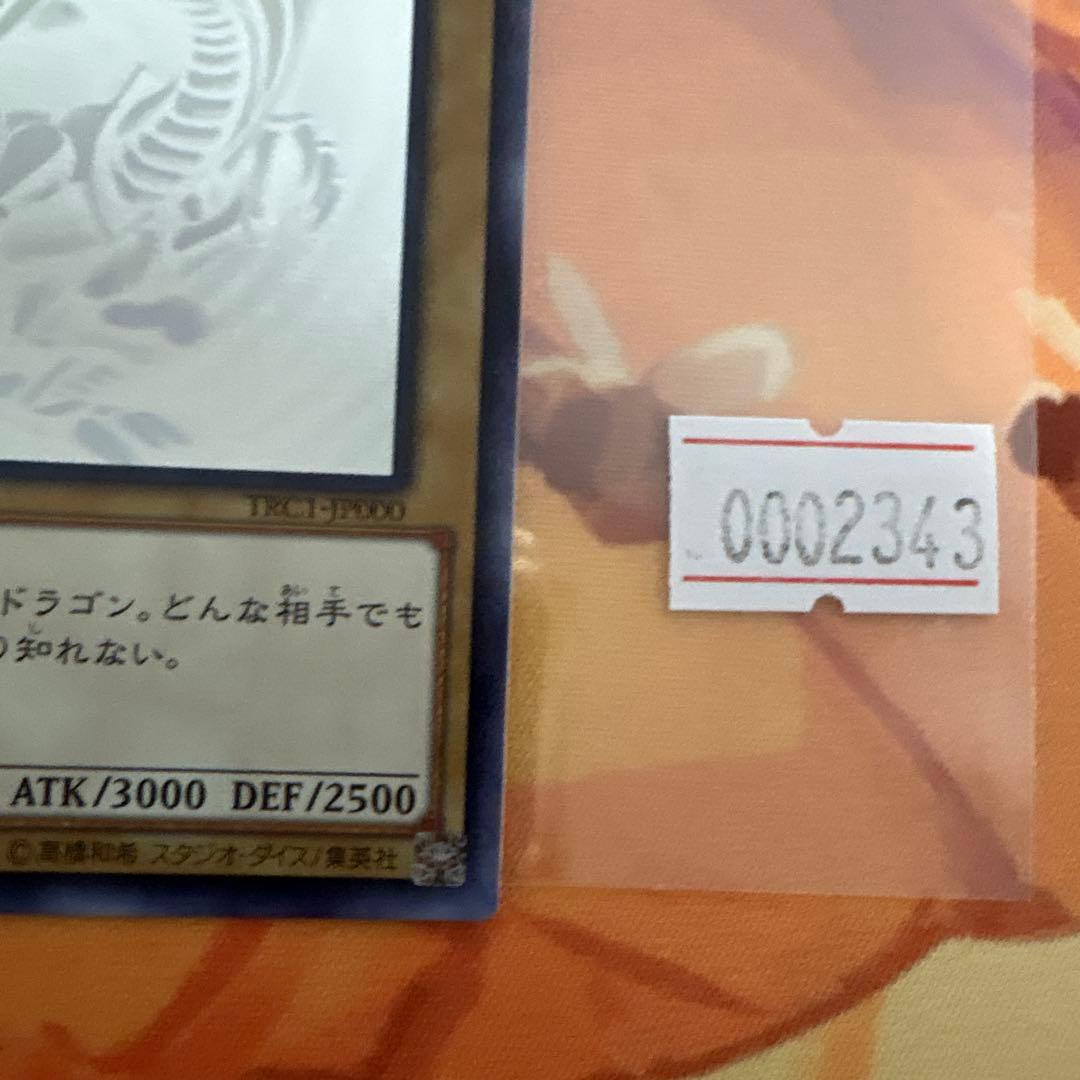 TRC1-JP000
ドラゴン。どんな相手でも
知れない。
ATK/3000 DEF/2500
©高橋和希 スタジオ・ダイス/集英社
0002343